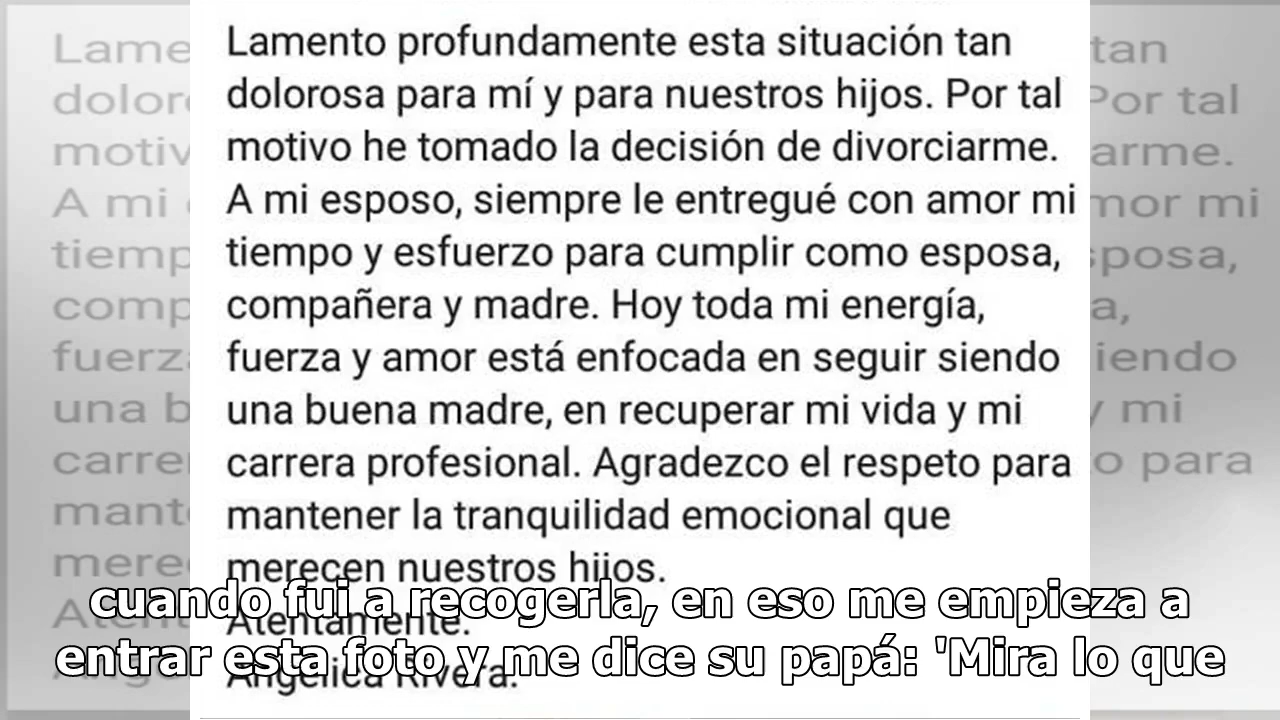 Lamento profundamente esta situación tan
dolorosa para mí y para nuestros hijos. Por tal
motivo he tomado la decisión de divorciarme.
A mi esposo, siempre le entregué con amor mi
tiempo y esfuerzo para cumplir como esposa,
compañera y madre. Hoy toda mi energía,
fuerza y amor está enfocada en seguir siendo
una buena madre, en recuperar mi vida y mi
carrera profesional. Agradezco el respeto para
mantener la tranquilidad emocional que
merecen nuestros hijos.
Atentamente.
Angélica Rivera.
cuando fui a recogerla, en eso me empieza a
entrar esta foto y me dice su papá: 'Mira lo que